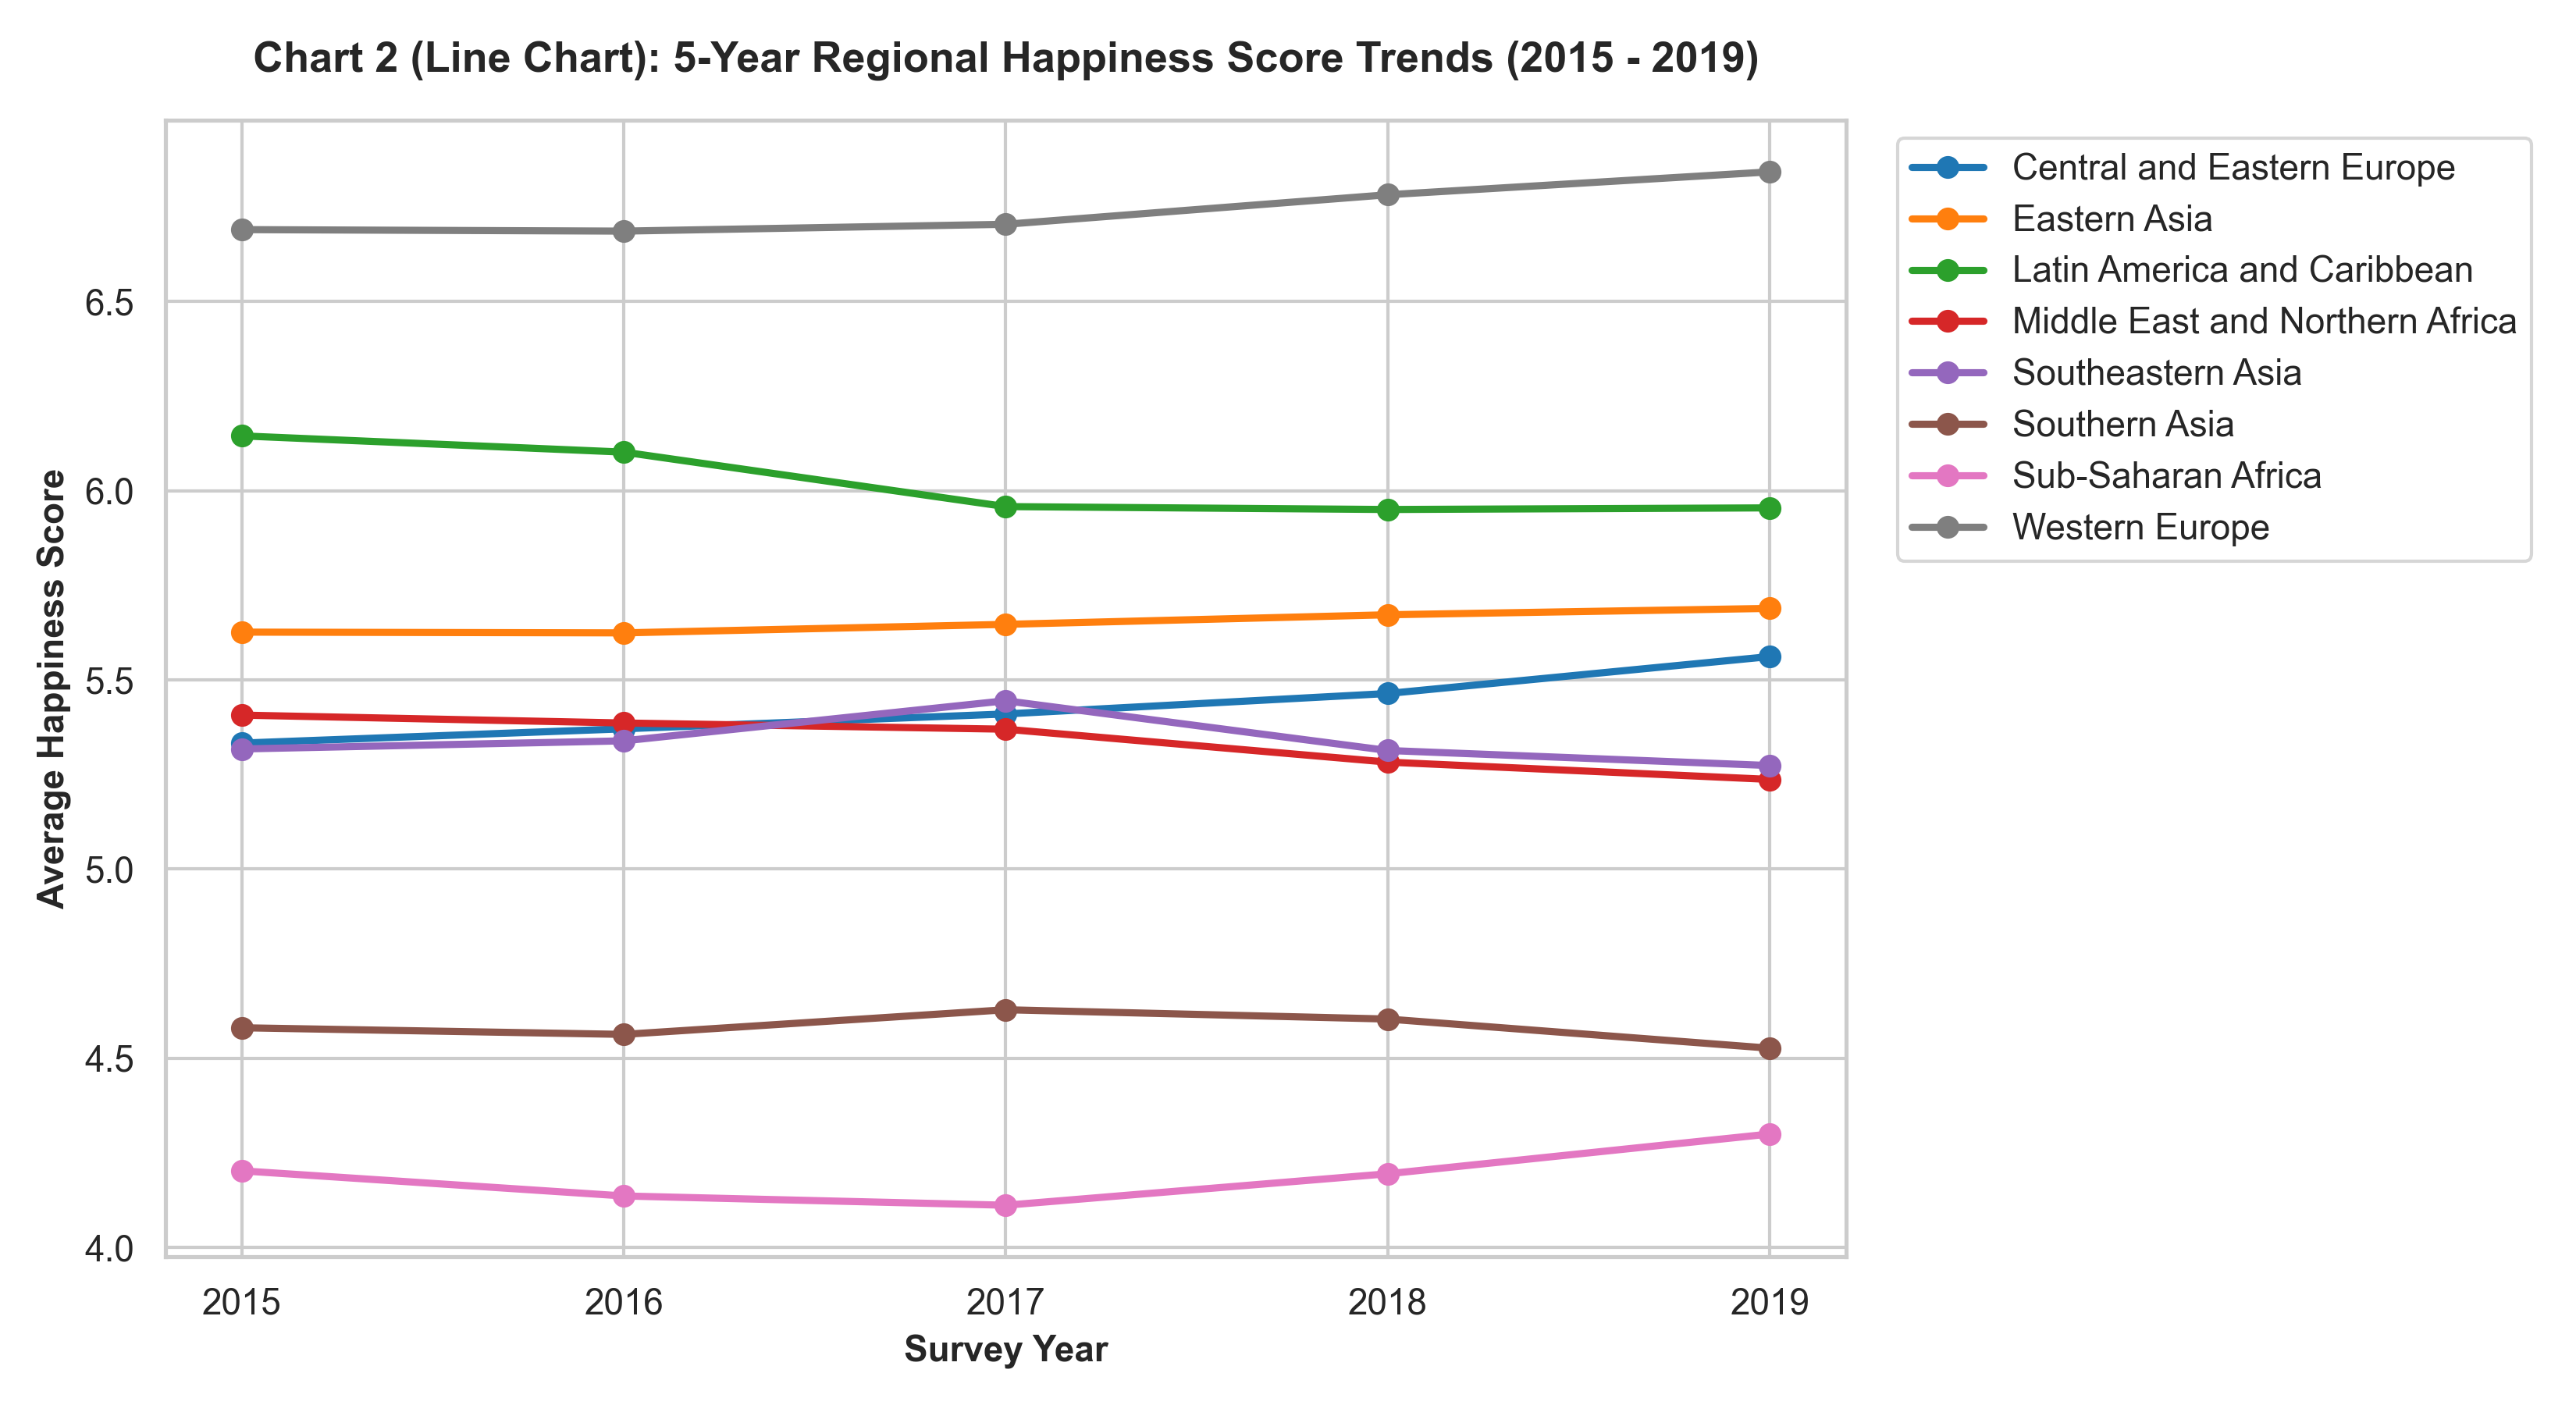 Chart 2 (Line Chart): 5-Year Regional Happiness Score Trends (2015 - 2019)
Average Happiness Score
6.5
6.0
5.5
5.0
4.5
4.0
2015
2016
2017
2018
2019
Survey Year
Central and Eastern Europe
Eastern Asia
Latin America and Caribbean
Middle East and Northern Africa
Southeastern Asia
Southern Asia
Sub-Saharan Africa
Western Europe